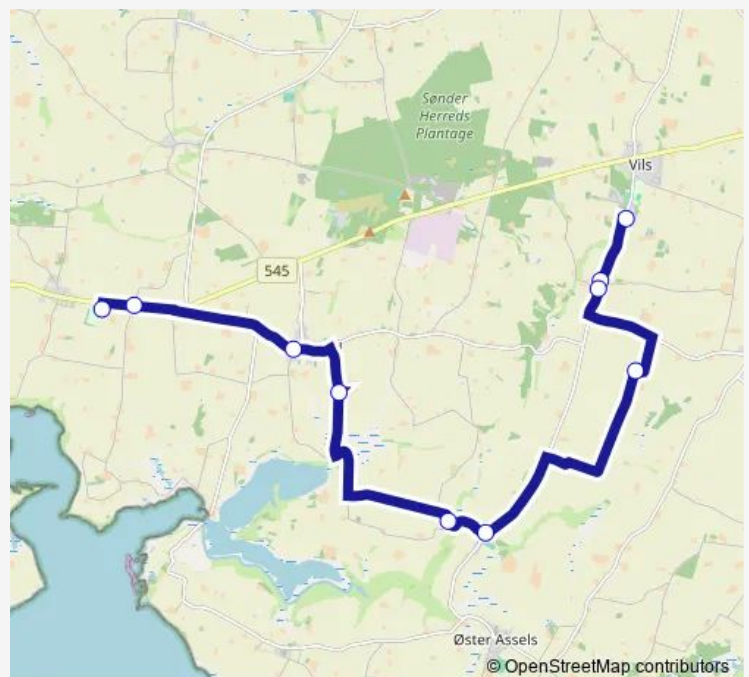 Sønder
Herreds
Plantage
Vils
545
Øster Assels
© OpenStreetMap contributors